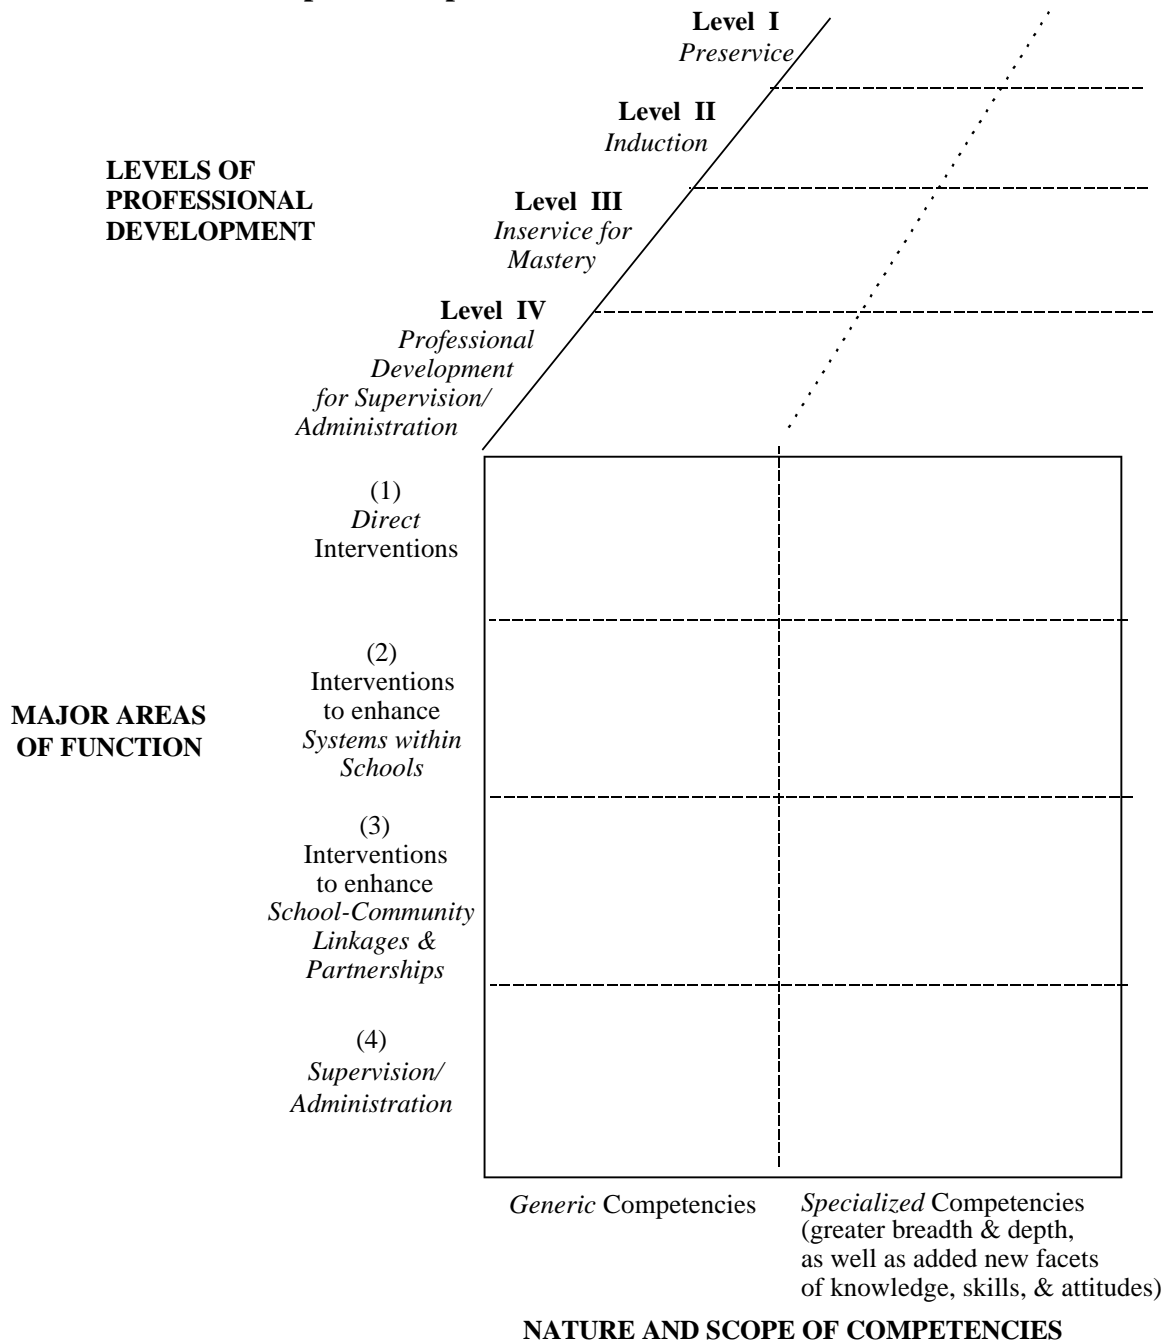 Level I
Preservice
Level II
Induction
LEVELS OF
PROFESSIONAL
DEVELOPMENT
Level III
Inservice for
Mastery
Level IV
Professional
Development
for Supervision/
Administration
(1)
Direct
Interventions
MAJOR AREAS
OF FUNCTION
(2)
Interventions
to enhance
Systems within
Schools
(3)
Interventions
to enhance
School-Community
Linkages &
Partnerships
(4)
Supervision/
Administration
Generic Competencies
Specialized Competencies
(greater breadth & depth,
as well as added new facets
of knowledge, skills, & attitudes)
NATURE AND SCOPE OF COMPETENCIES